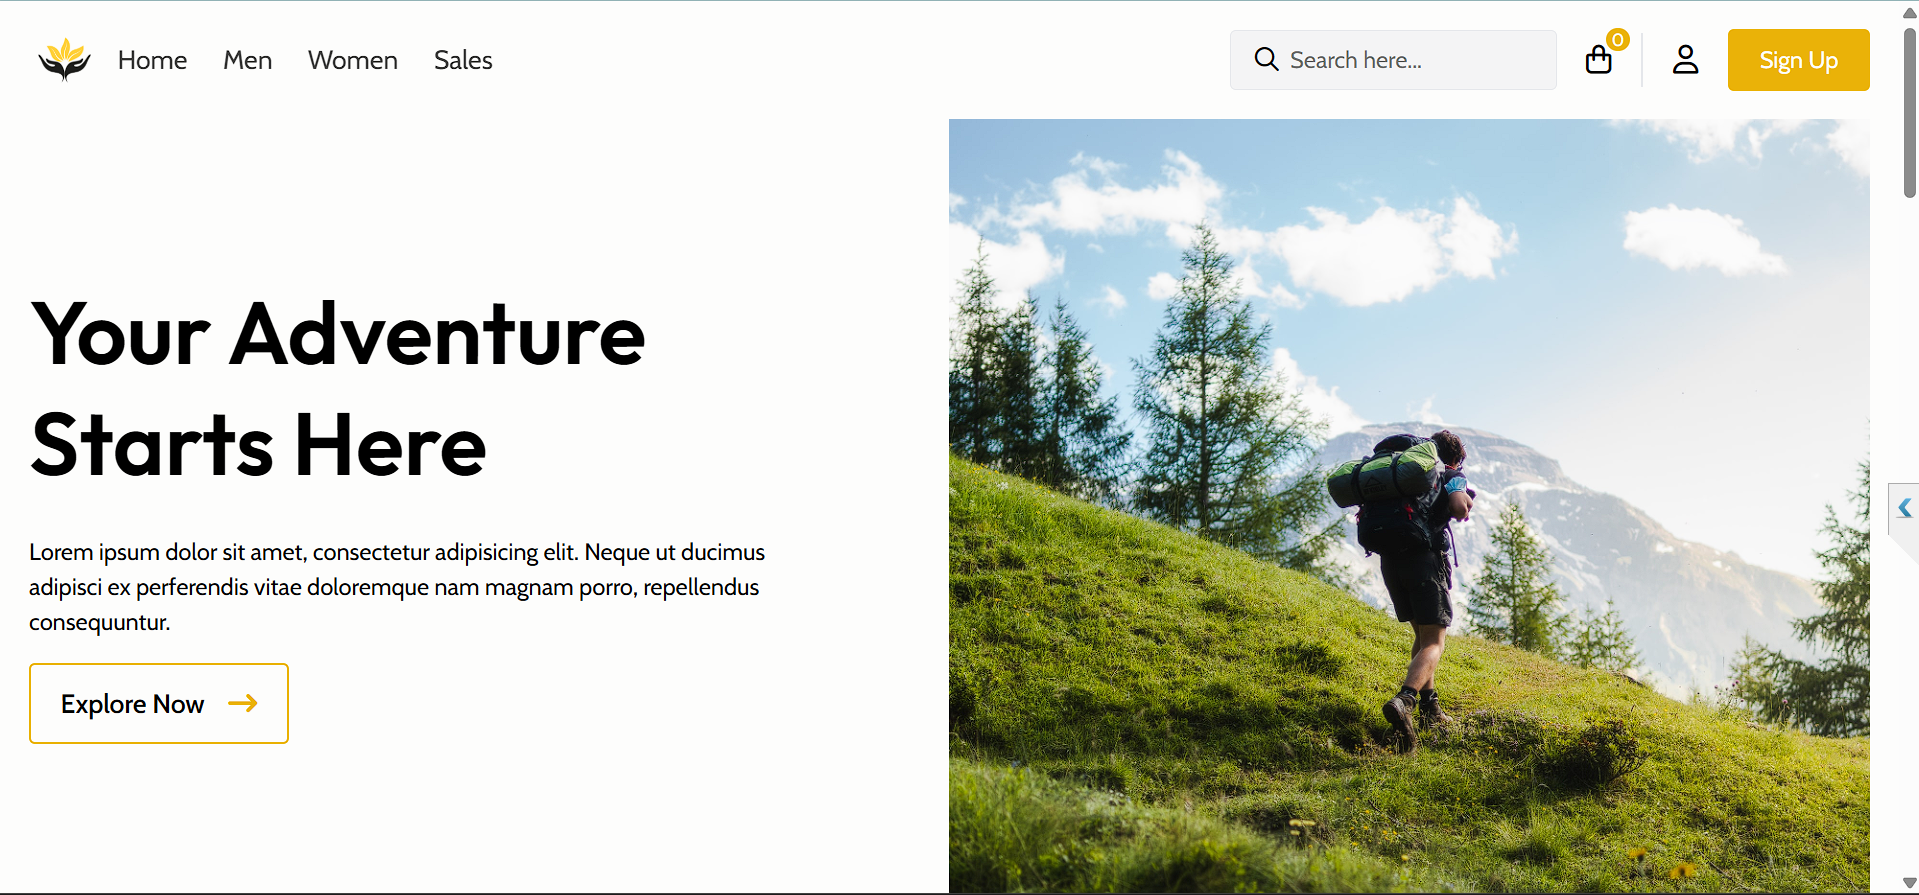 Home Men Women Sales Search here... 0 Sign Up
Your Adventure
Starts Here
Lorem ipsum dolor sit amet, consectetur adipisicing elit. Neque ut ducimus
adipisci ex perferendis vitae doloremque nam magnam porro, repellendus
consequuntur.
Explore Now